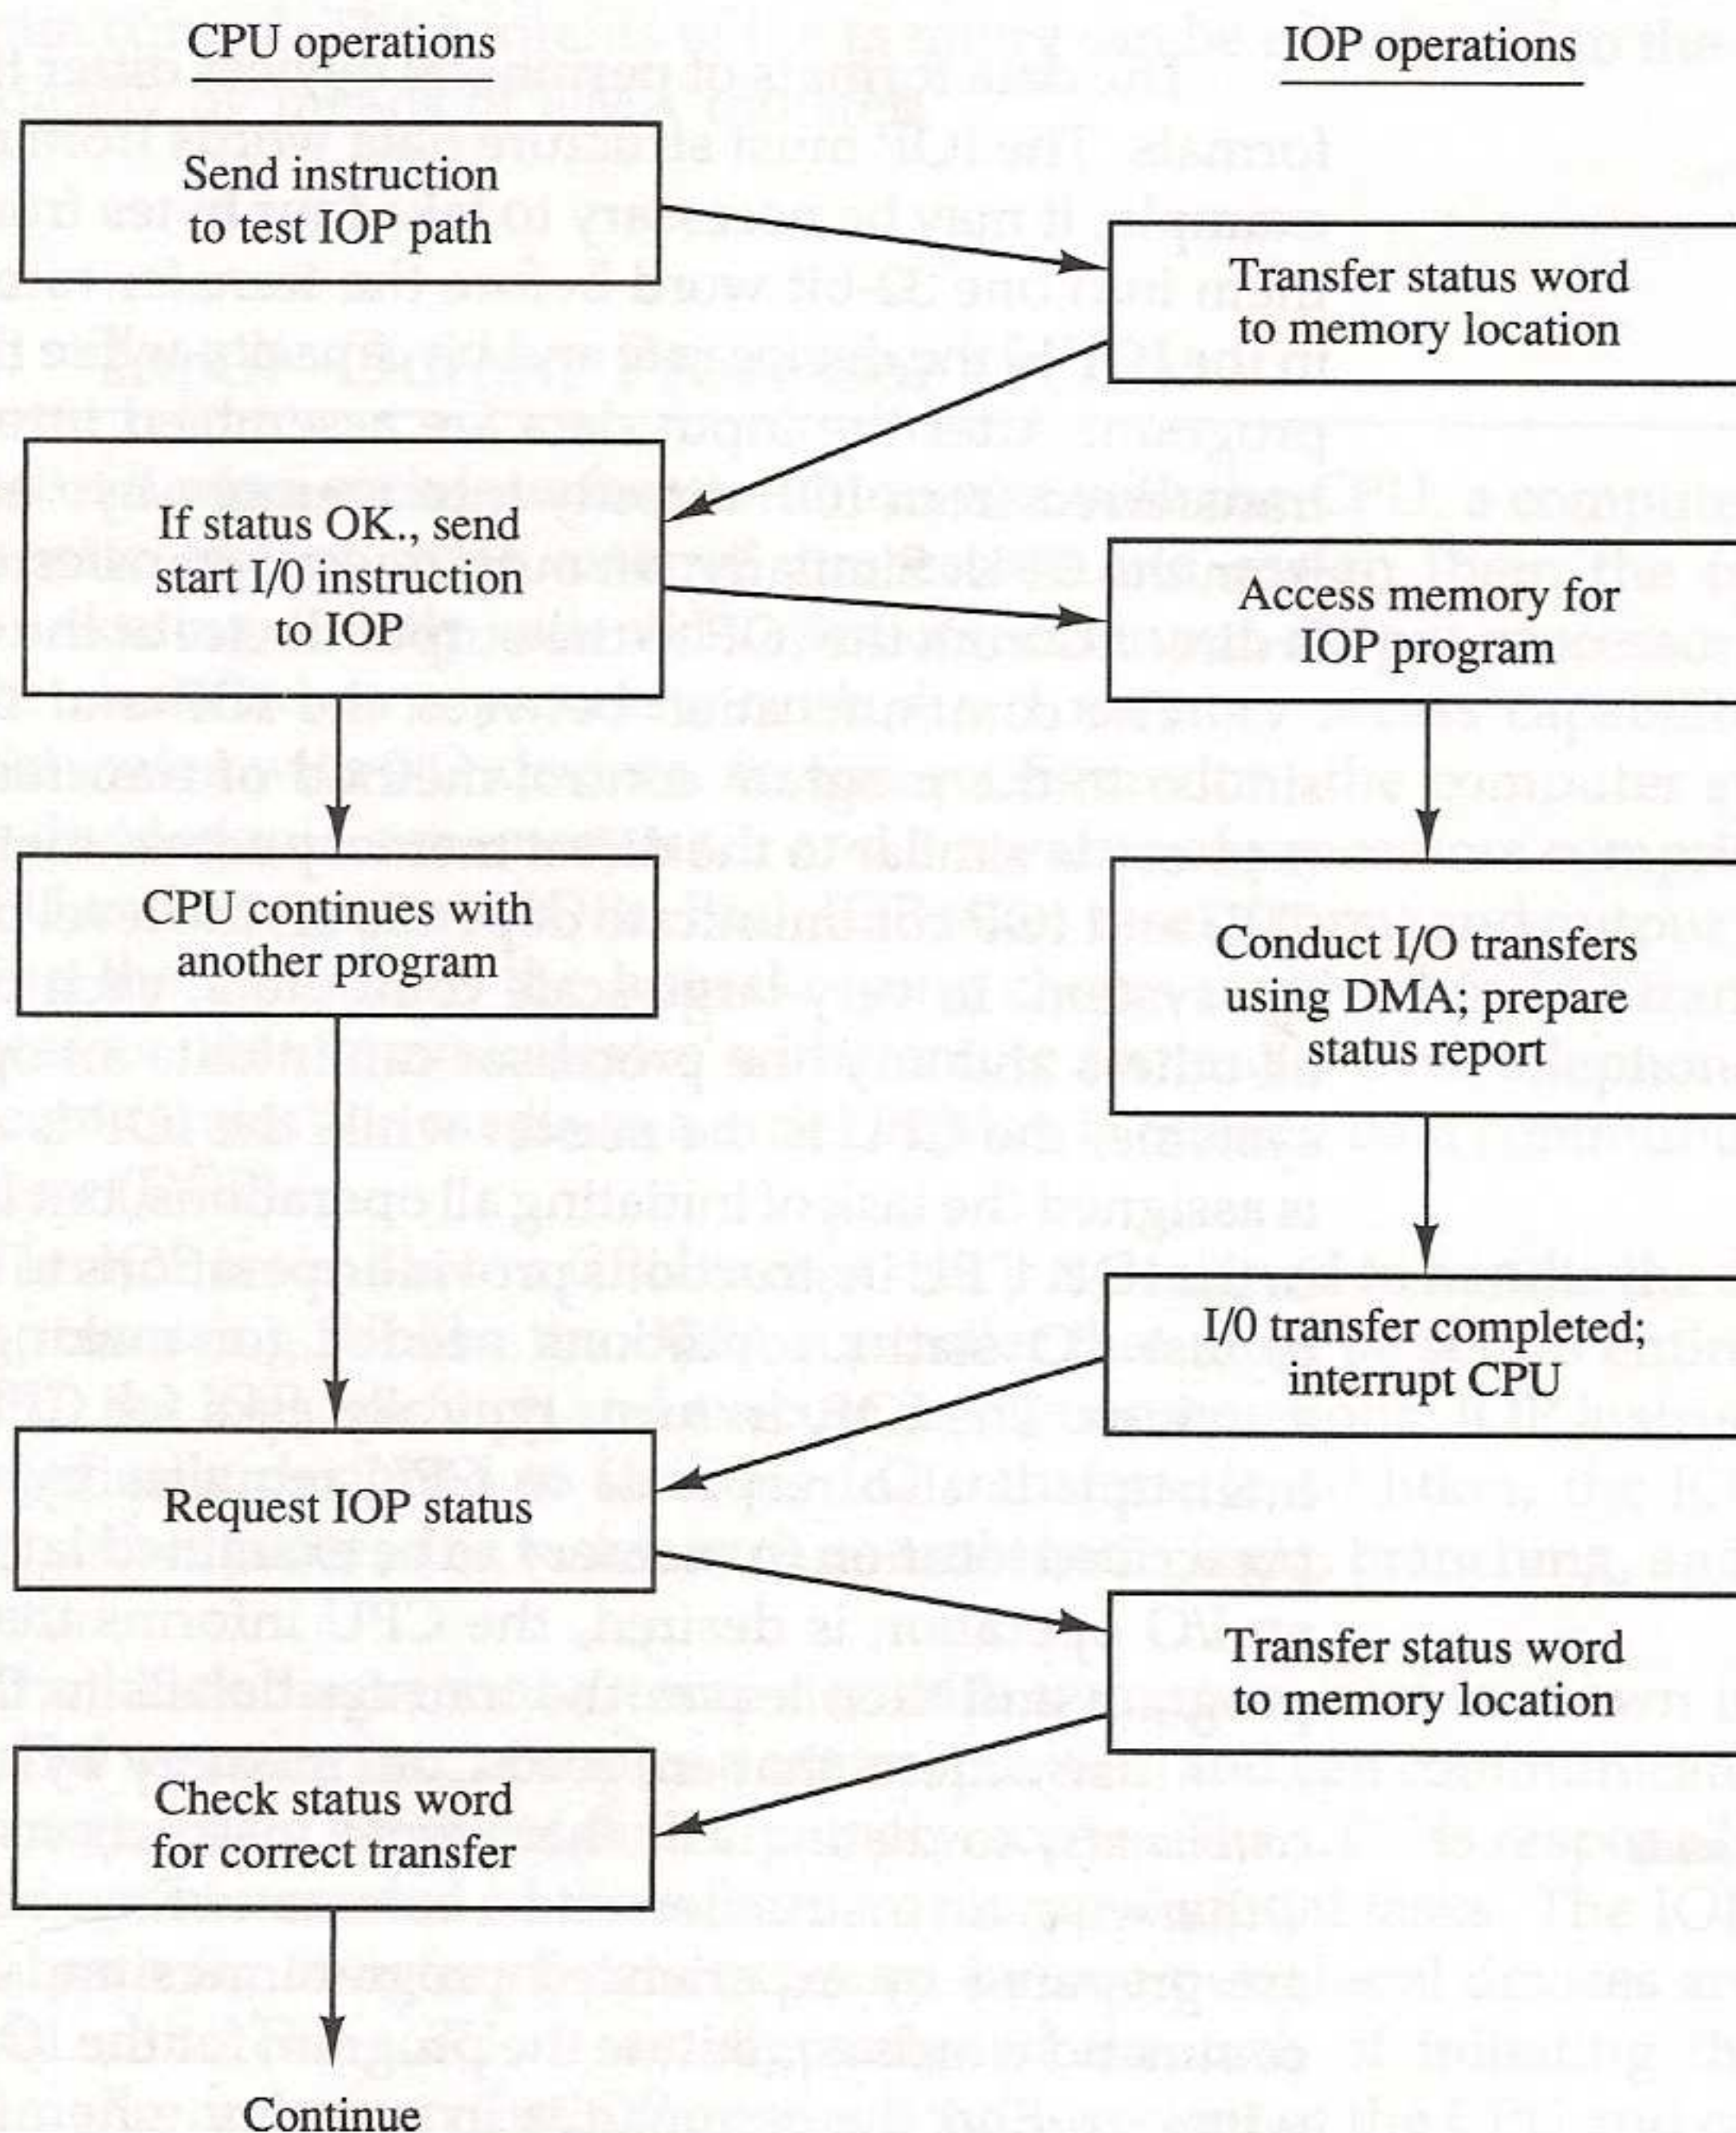 CPU operations
IOP operations
Send instruction
to test IOP path
Transfer status word
to memory location
If status OK., send
start I/0 instruction
to IOP
Access memory for
IOP program
CPU continues with
another program
Conduct I/O transfers
using DMA; prepare
status report
I/0 transfer completed;
interrupt CPU
Request IOP status
Transfer status word
to memory location
Check status word
for correct transfer
Continue